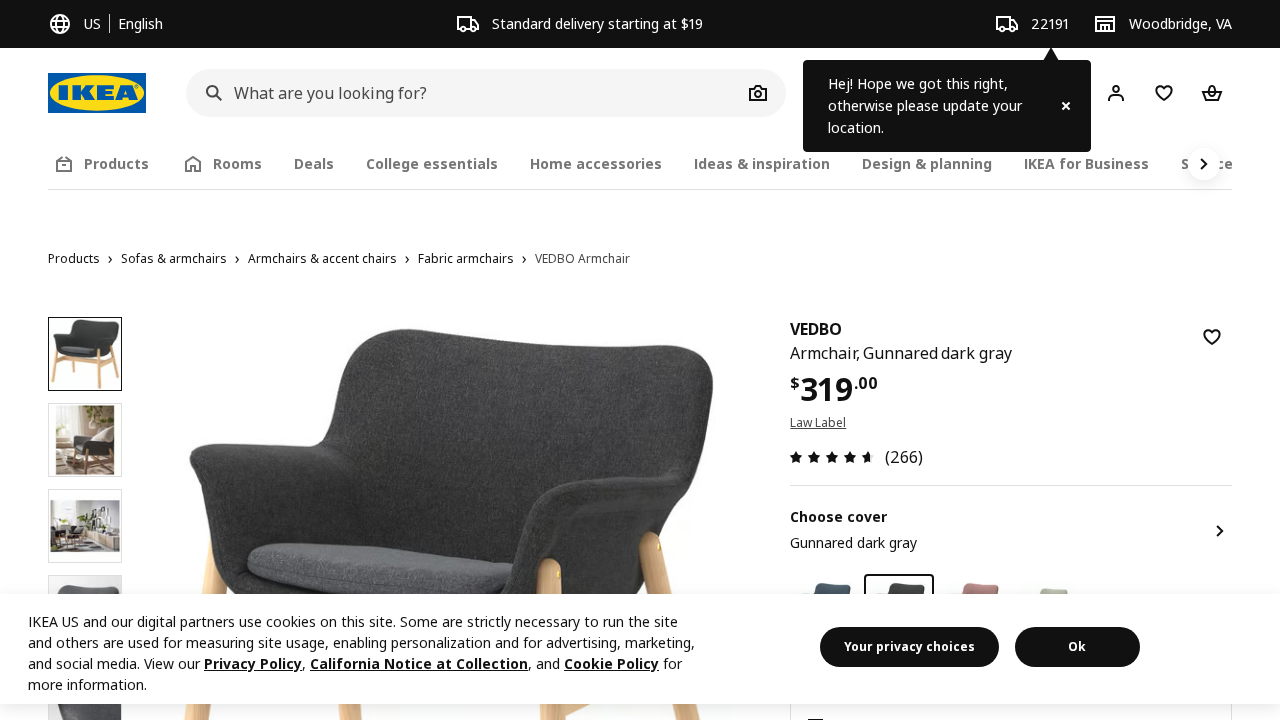 US | English
Standard delivery starting at $19
22191
Woodbridge, VA
IKEA
What are you looking for?
Hej! Hope we got this right,
otherwise please update your
location.
Products
Rooms
Deals
College essentials
Home accessories
Ideas & inspiration
Design & planning
IKEA for Business
Products › Sofas & armchairs › Armchairs & accent chairs › Fabric armchairs › VEDBO Armchair
VEDBO
Armchair, Gunnared dark gray
$319.00
Law Label
(266)
Choose cover
Gunnared dark gray
IKEA US and our digital partners use cookies on this site. Some are strictly necessary to run the site
and others are used for measuring site usage, enabling personalization and for advertising, marketing,
and social media. View our Privacy Policy, California Notice at Collection, and Cookie Policy for
more information.
Your privacy choices
Ok